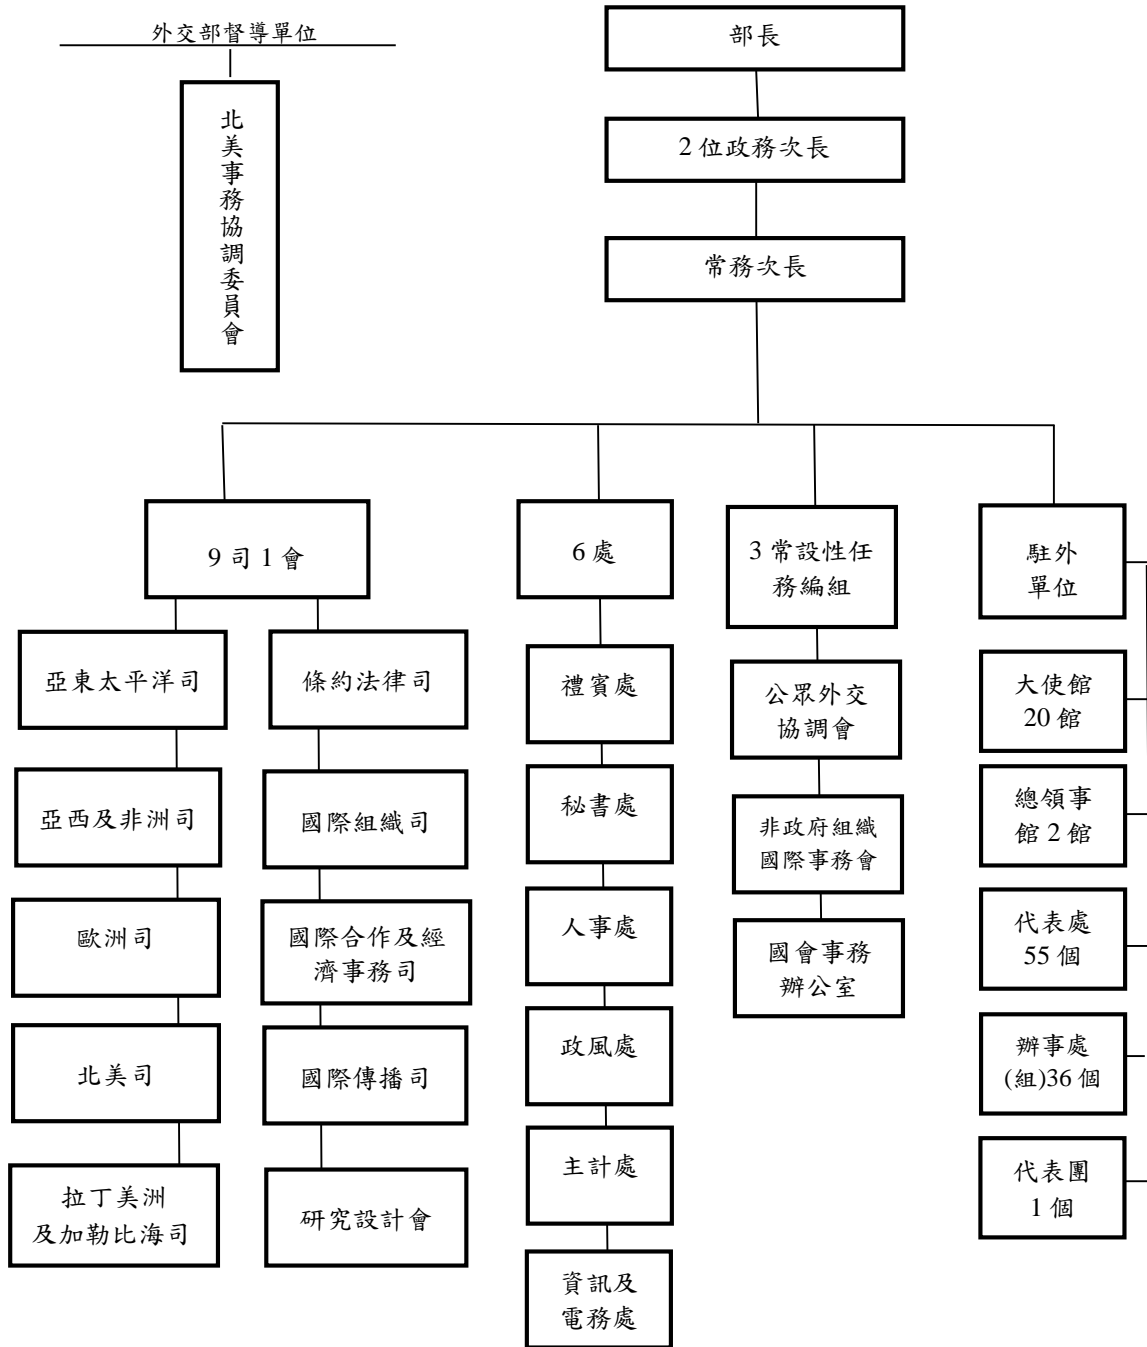 外交部督導單位
北美事務協調委員會
部長
2 位政務次長
常務次長
9 司 1 會
亞東太平洋司
亞西及非洲司
歐洲司
北美司
拉丁美洲
及加勒比海司
條約法律司
國際組織司
國際合作及經
濟事務司
國際傳播司
研究設計會
6 處
禮賓處
秘書處
人事處
政風處
主計處
資訊及
電務處
3 常設性任
務編組
公眾外交
協調會
非政府組織
國際事務會
國會事務
辦公室
駐外
單位
大使館
20 館
總領事
館 2 館
代表處
55 個
辦事處
(組)36 個
代表團
1 個